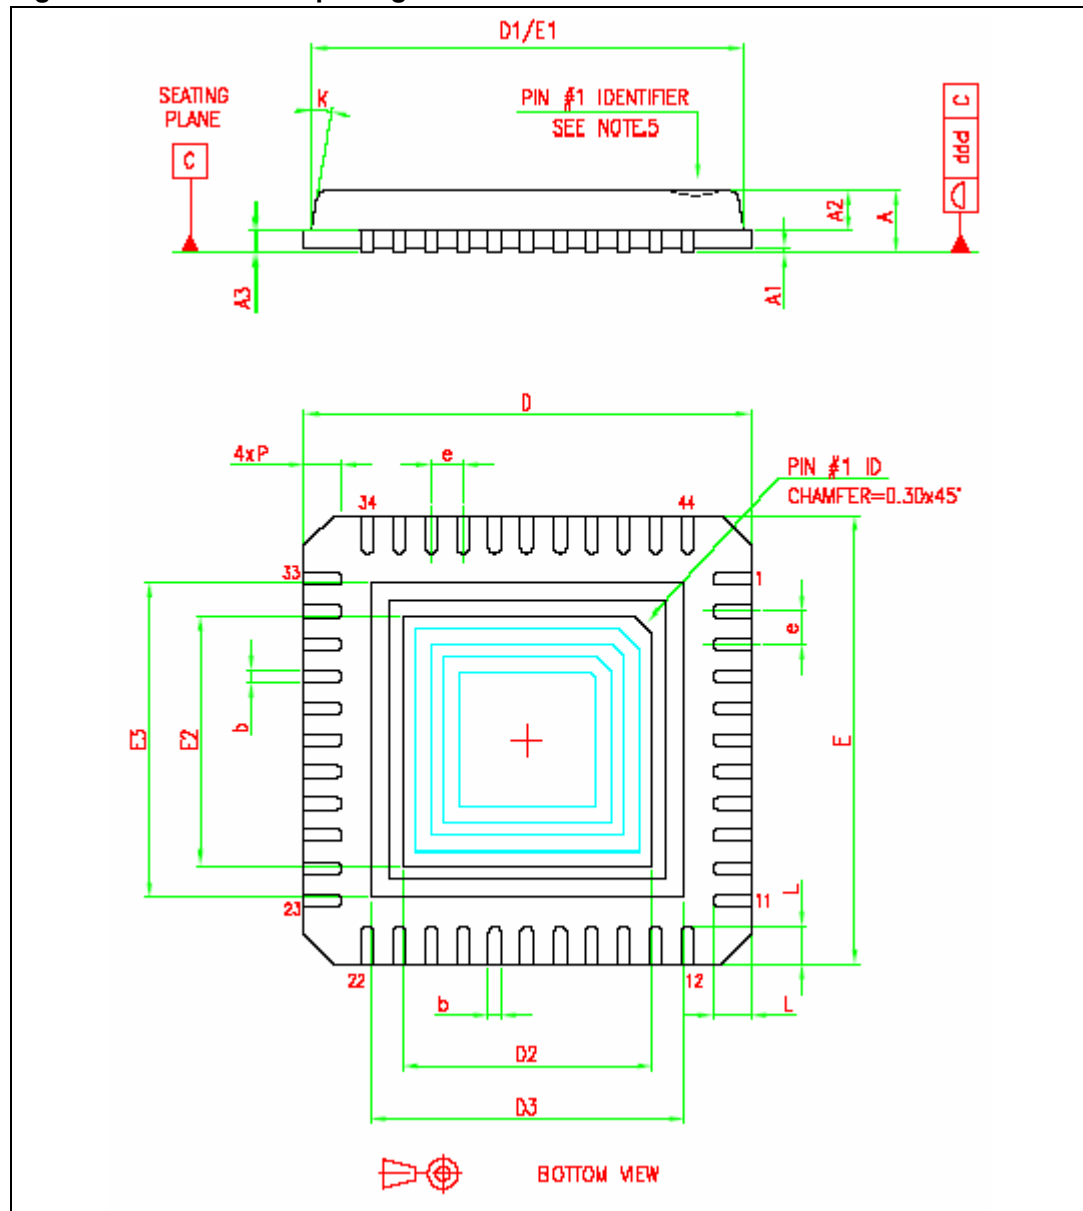 D1/E1
SEATING
PLANE
K
PIN #1 IDENTIFIER
SEE NOTE.5
C
ddd C
A2
A
A3
A1
D
4xP
e
PIN #1 ID
CHAMFER=0.30x45°
34
44
33
1
e
b
E3
E2
E
L
23
11
22
12
b
L
D2
D3
BOTTOM VIEW